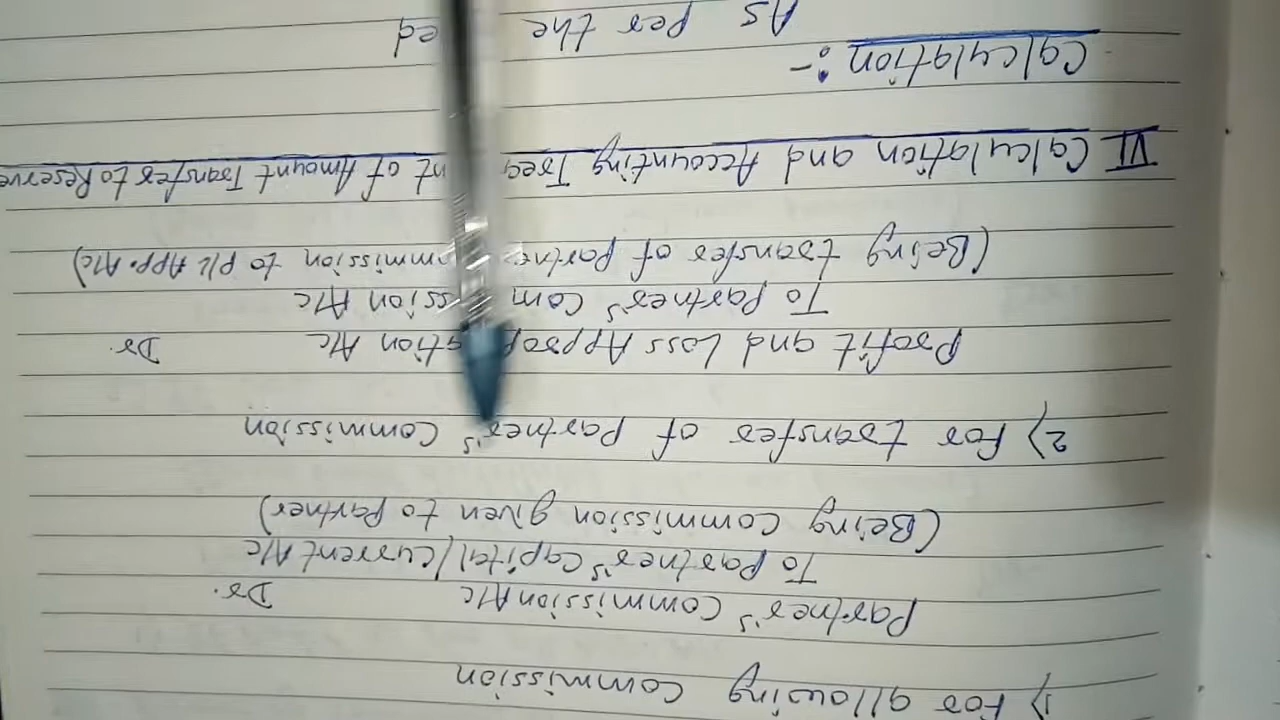 1) For allowing Commission
Partner's Commission A/c Dr.
To Partner's Capital/Current A/c
(Being Commission given to Partner)
2) For transfer of Partner's Commission
Profit and Loss App A/c Dr.
To Partner's Com ssion A/c
(Being transfer of Partne ommission to P/L App. A/c)
VI Calculation and Accounting Trea nt of Amount Transfer to Reserve
Calculation :-
As per the ed